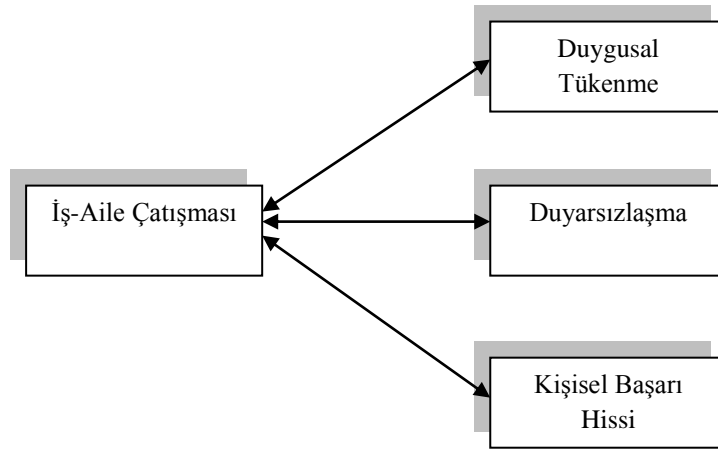 Duygusal
Tükenme
İş-Aile Çatışması
Duyarsızlaşma
Kişisel Başarı
Hissi